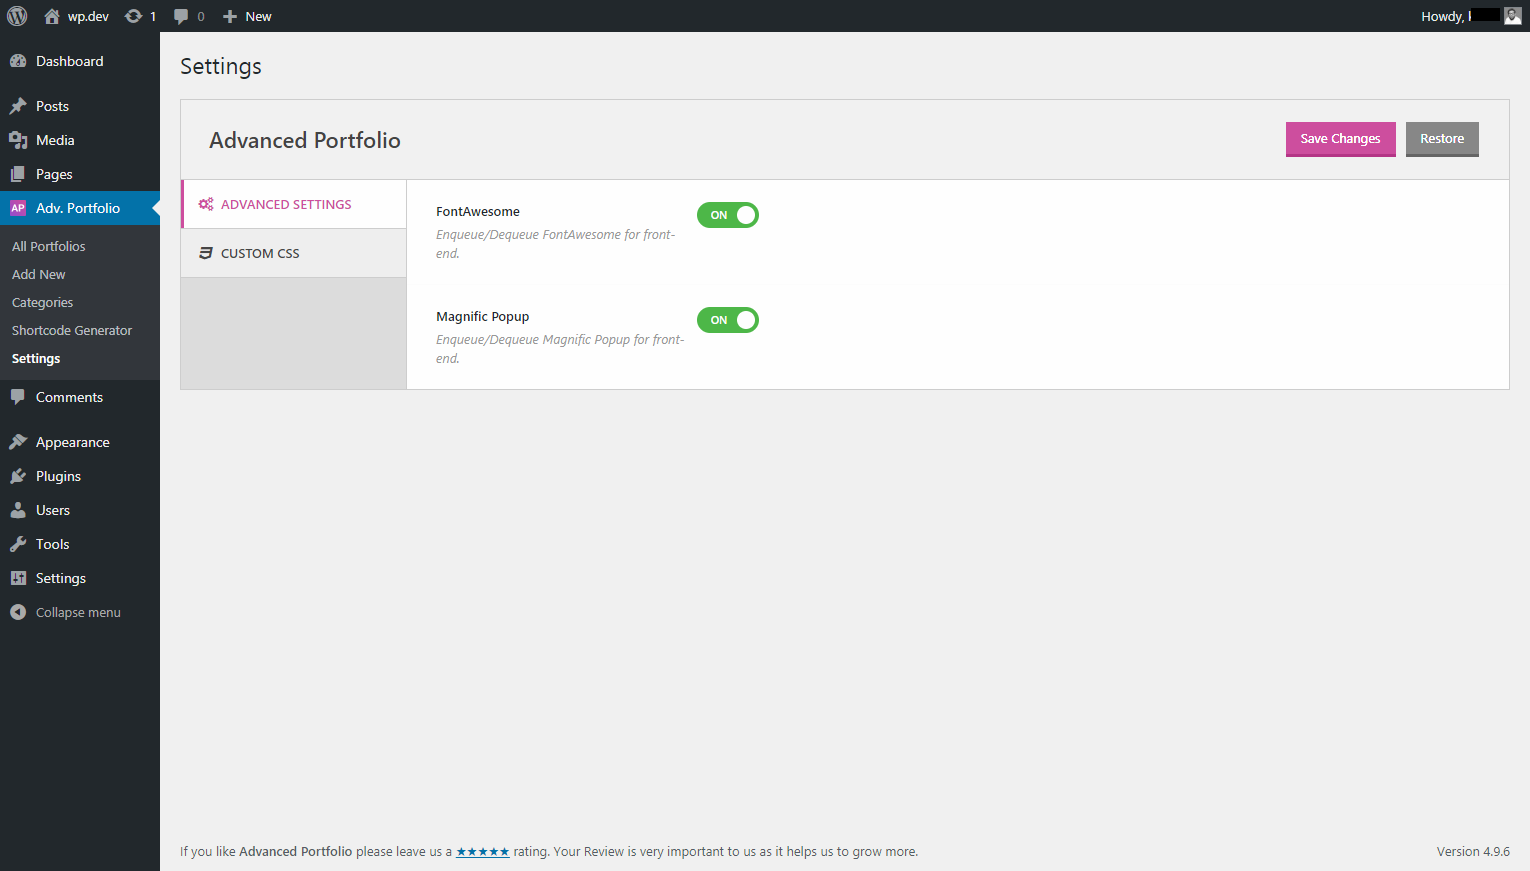 wp.dev 1 0 New
Howdy,
Dashboard
Posts
Media
Pages
AP Adv. Portfolio
All Portfolios
Add New
Categories
Shortcode Generator
Settings
Comments
Appearance
Plugins
Users
Tools
Settings
Collapse menu
Settings
Advanced Portfolio
Save Changes
Restore
ADVANCED SETTINGS
CUSTOM CSS
FontAwesome
Enqueue/Dequeue FontAwesome for front-
end.
ON
Magnific Popup
Enqueue/Dequeue Magnific Popup for front-
end.
ON
If you like Advanced Portfolio please leave us a ★★★★★ rating. Your Review is very important to us as it helps us to grow more.
Version 4.9.6